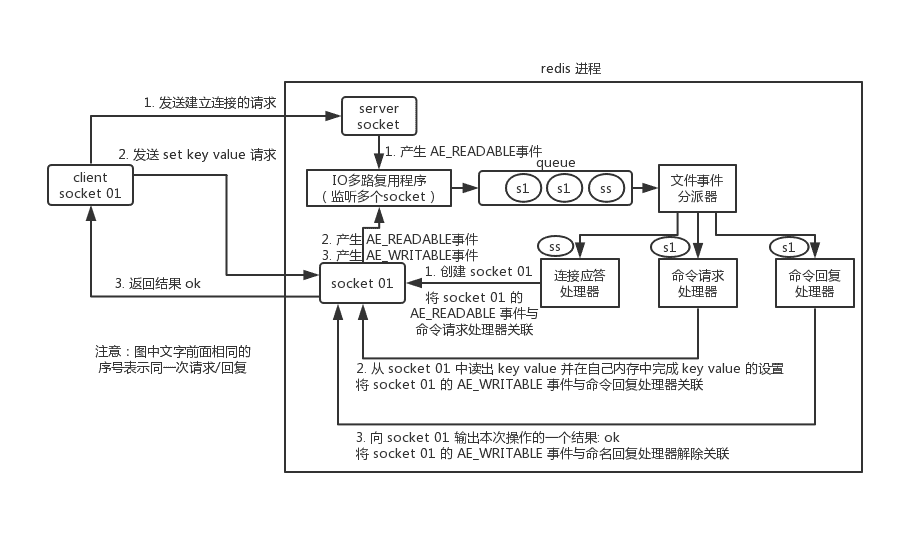 redis 进程
1. 发送建立连接的请求
server
socket
2. 发送 set key value 请求
1. 产生 AE_READABLE事件
queue
client
socket 01
IO多路复用程序
（监听多个socket）
s1
s1
ss
文件事件
分派器
2. 产生 AE_READABLE事件
3. 产生 AE_WRITABLE事件
ss
s1
s1
3. 返回结果 ok
socket 01
1. 创建 socket 01
将 socket 01 的
AE_READABLE 事件与
命令请求处理器关联
连接应答
处理器
命令请求
处理器
命令回复
处理器
注意：图中文字前面相同的
序号表示同一次请求/回复
2. 从 socket 01 中读出 key value 并在自己内存中完成 key value 的设置
将 socket 01 的 AE_WRITABLE 事件与命令回复处理器关联
3. 向 socket 01 输出本次操作的一个结果: ok
将 socket 01 的 AE_WRITABLE 事件与命名回复处理器解除关联